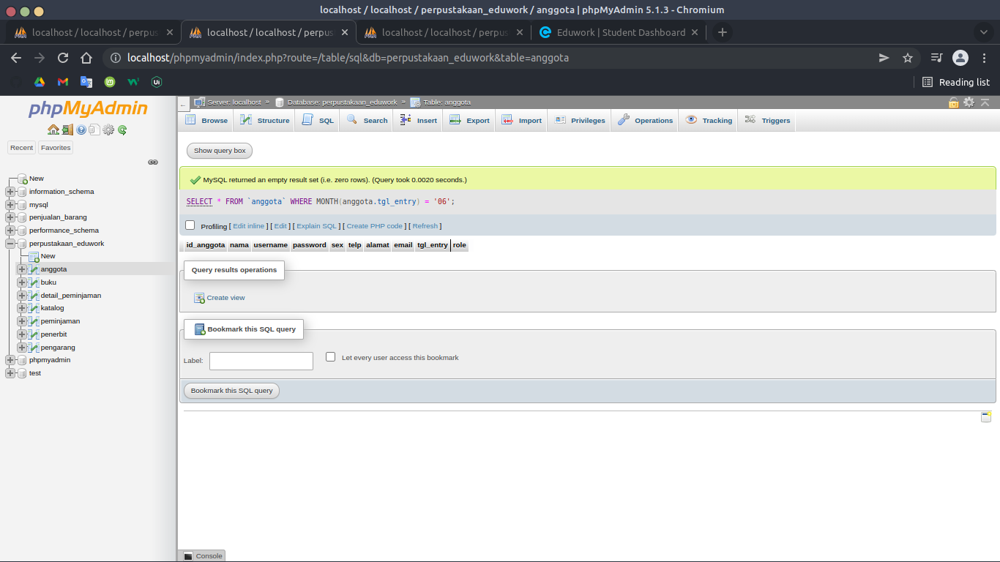 localhost / localhost / perpustakaan_eduwork / anggota | phpMyAdmin 5.1.3 - Chromium
localhost / localhost / perpus
localhost / localhost / perpus
localhost / localhost / perpus
Eduwork | Student Dashboard
localhost/phpmyadmin/index.php?route=/table/sql&db=perpustakaan_eduwork&table=anggota
Reading list
phpMyAdmin
Recent
Favorites
New
information_schema
mysql
penjualan_barang
performance_schema
perpustakaan_eduwork
New
anggota
buku
detail_peminjaman
katalog
peminjaman
penerbit
pengarang
phpmyadmin
test
Server: localhost » Database: perpustakaan_eduwork » Table: anggota
Browse Structure SQL Search Insert Export Import Privileges Operations Tracking Triggers
Show query box
MySQL returned an empty result set (i.e. zero rows). (Query took 0.0020 seconds.)
SELECT * FROM `anggota` WHERE MONTH(anggota.tgl_entry) = '06';
Profiling [ Edit inline ] [ Edit ] [ Explain SQL ] [ Create PHP code ] [ Refresh ]
id_anggota nama username password sex telp alamat email tgl_entry role
Query results operations
Create view
Bookmark this SQL query
Label:
Let every user access this bookmark
Bookmark this SQL query
Console